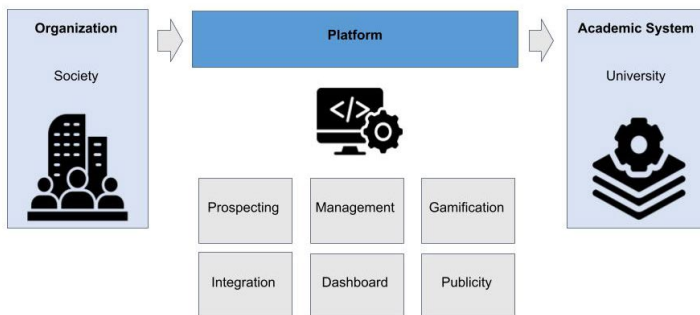 Organization
Platform
Academic System
Society
University
</>
Prospecting
Management
Gamification
Integration
Dashboard
Publicity